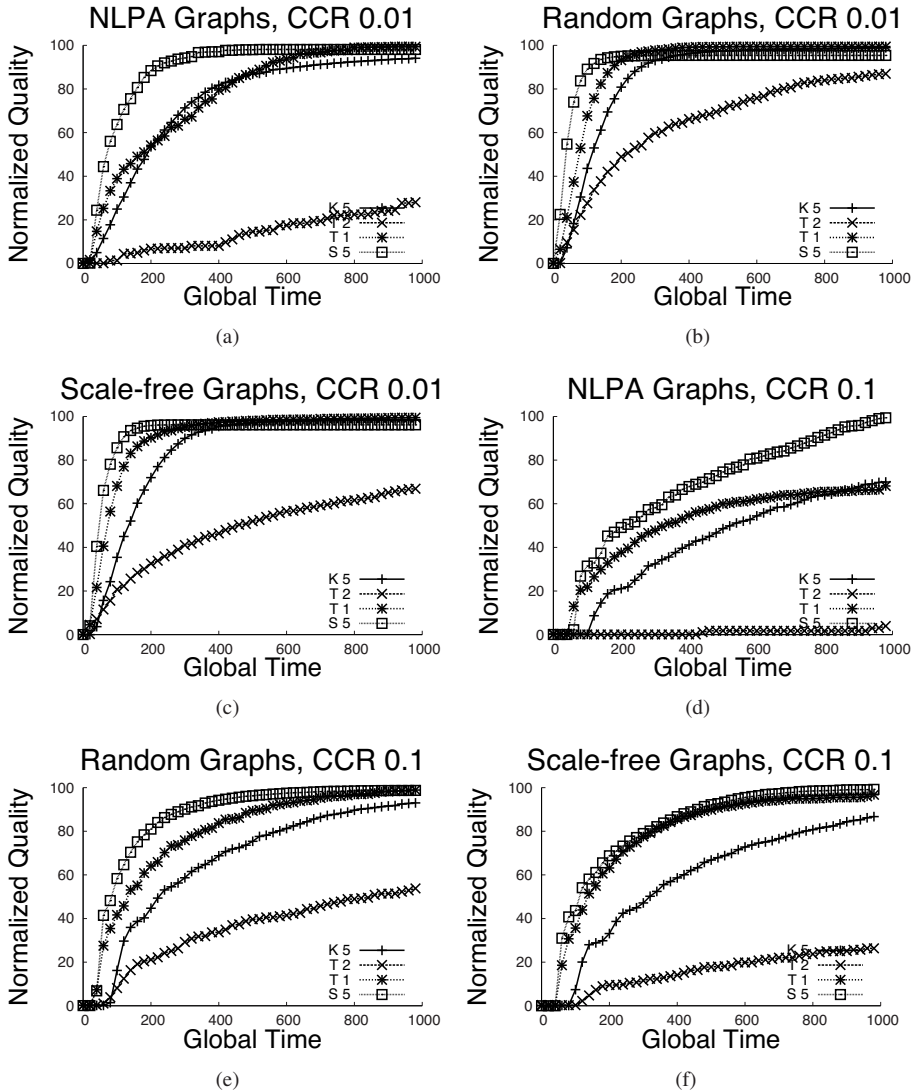 NLPA Graphs, CCR 0.01
Normalized Quality
100
80
60
40
20
0
K 5
T 2
T 1
S 5
0 200 400 600 800 1000
Global Time
(a)
Random Graphs, CCR 0.01
Normalized Quality
100
80
60
40
20
0
K 5
T 2
T 1
S 5
0 200 400 600 800 1000
Global Time
(b)
Scale-free Graphs, CCR 0.01
Normalized Quality
100
80
60
40
20
0
K 5
T 2
T 1
S 5
0 200 400 600 800 1000
Global Time
(c)
NLPA Graphs, CCR 0.1
Normalized Quality
100
80
60
40
20
0
K 5
T 2
T 1
S 5
0 200 400 600 800 1000
Global Time
(d)
Random Graphs, CCR 0.1
Normalized Quality
100
80
60
40
20
0
K 5
T 2
T 1
S 5
0 200 400 600 800 1000
Global Time
(e)
Scale-free Graphs, CCR 0.1
Normalized Quality
100
80
60
40
20
0
K 5
T 2
T 1
S 5
0 200 400 600 800 1000
Global Time
(f)